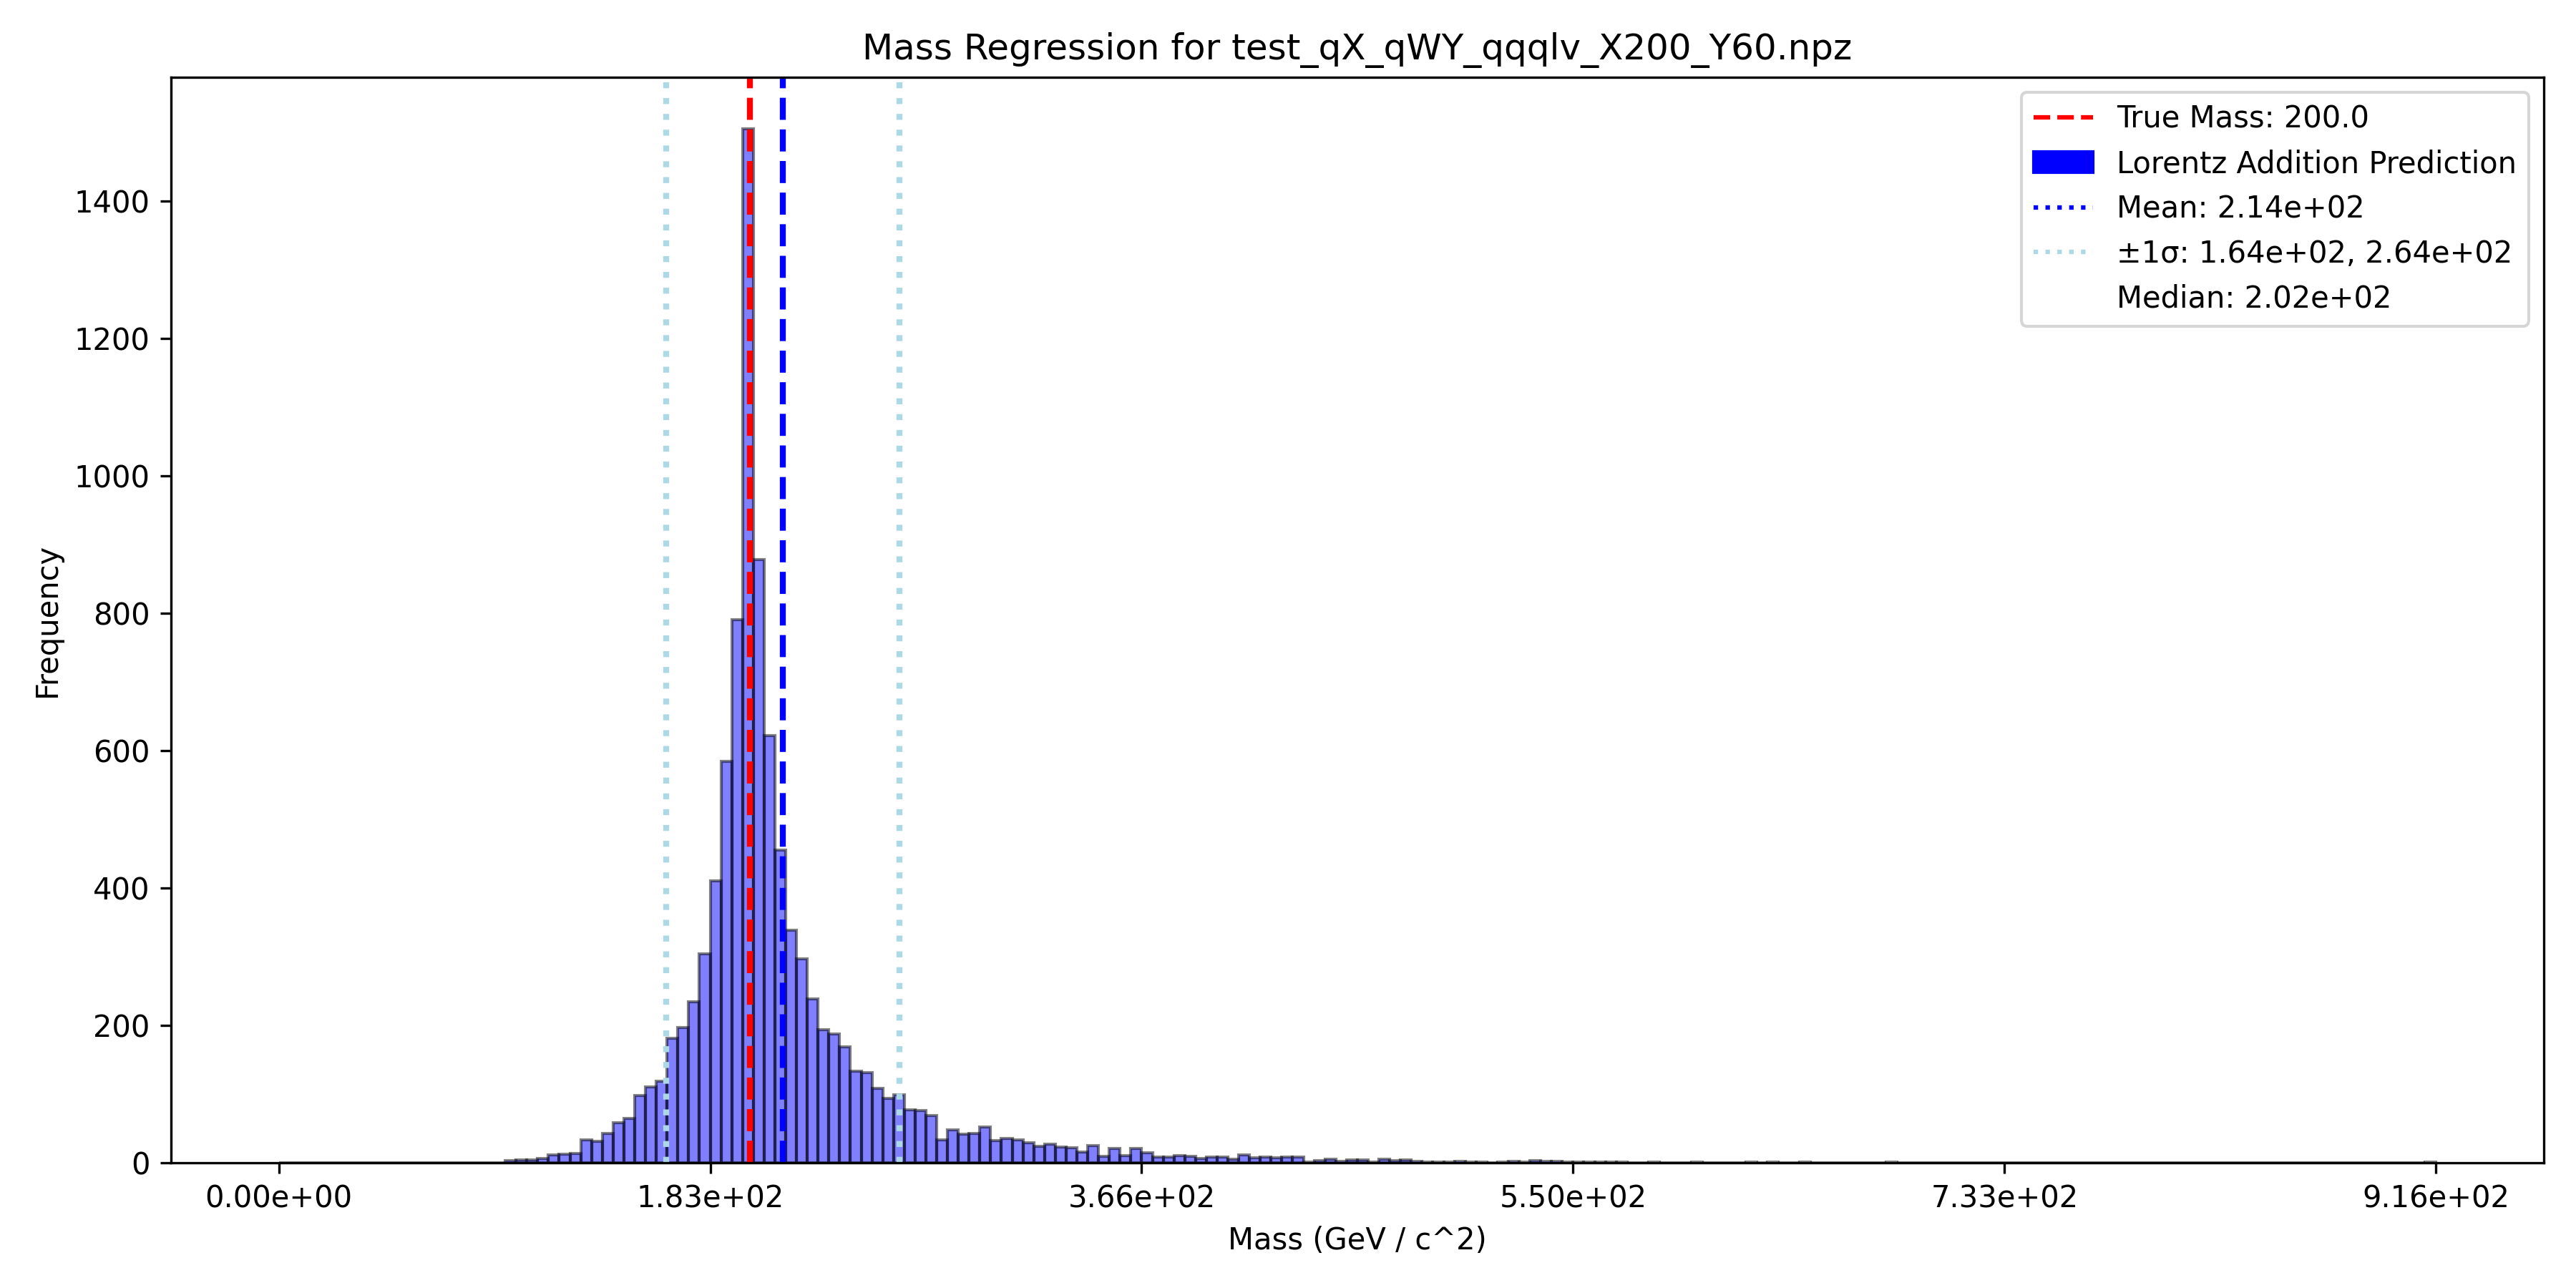 Mass Regression for test_qX_qWY_qqqlv_X200_Y60.npz
True Mass: 200.0
Lorentz Addition Prediction
Mean: 2.14e+02
±1σ: 1.64e+02, 2.64e+02
Median: 2.02e+02
Frequency
1400
1200
1000
800
600
400
200
0
0.00e+00 1.83e+02 3.66e+02 5.50e+02 7.33e+02 9.16e+02
Mass (GeV / c^2)